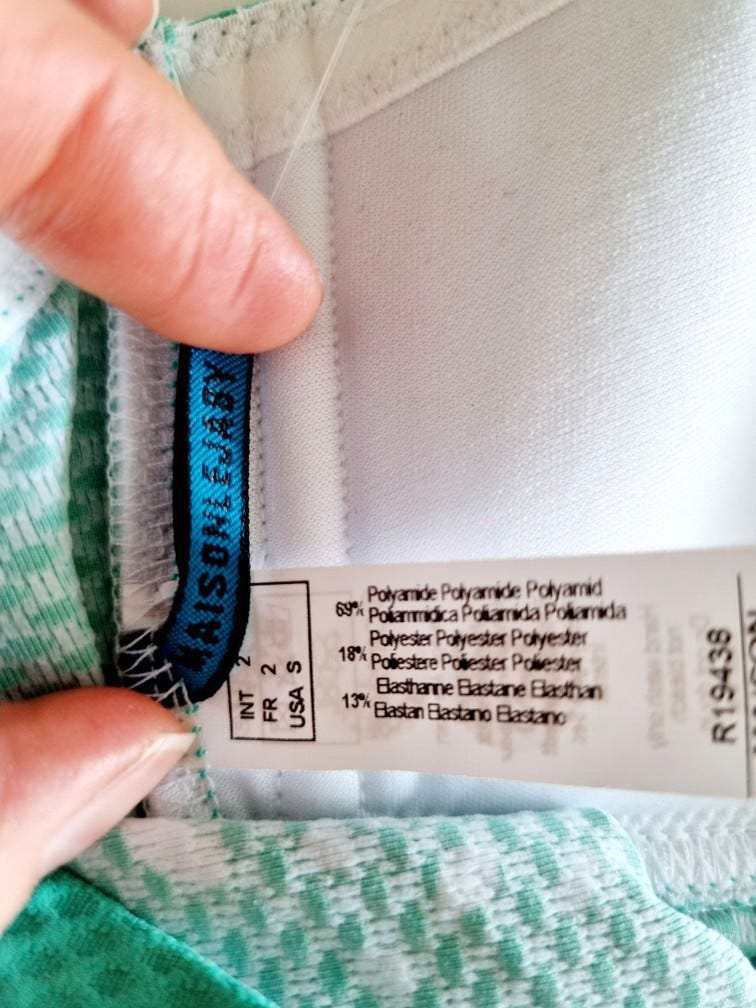 MAISON LEJABY
INT 2
FR 2
USA S
69% Polyamide Polyamide Polyamid
Poliammidica Poliamida Poliamida
18% Polyester Polyester Polyester
Poliestere Poliester Poliester
13% Elasthanne Elastane Elasthan
Elastan Elastano Elastano
R19438